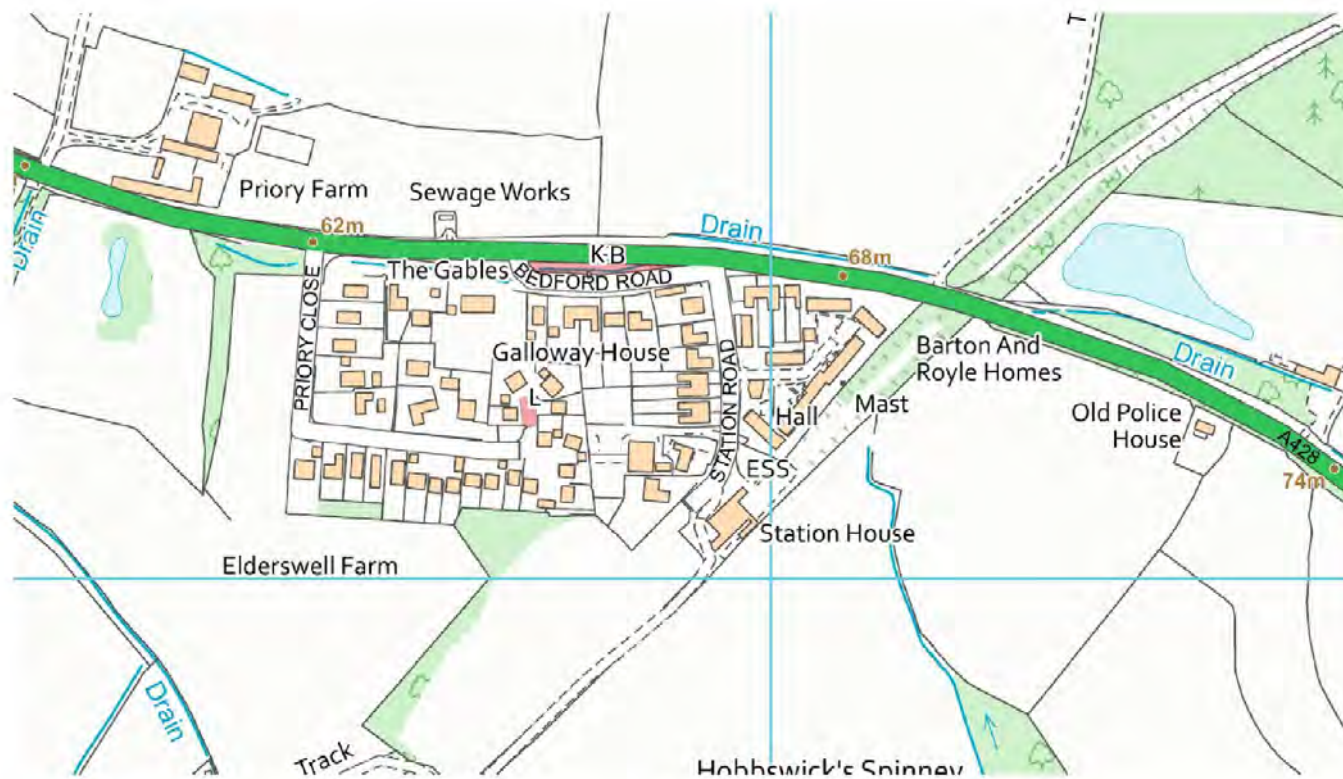 T
Priory Farm
Sewage Works
Drain
62m
Drain
K-B
68m
The Gables
BEDFORD ROAD
PRIORY CLOSE
Galloway House
STATION ROAD
Barton And
Royle Homes
Drain
L
Hall
Mast
Old Police
House
A428
ESS
74m
Station House
Elderswell Farm
Drain
Track
Hobbswick's Spinney